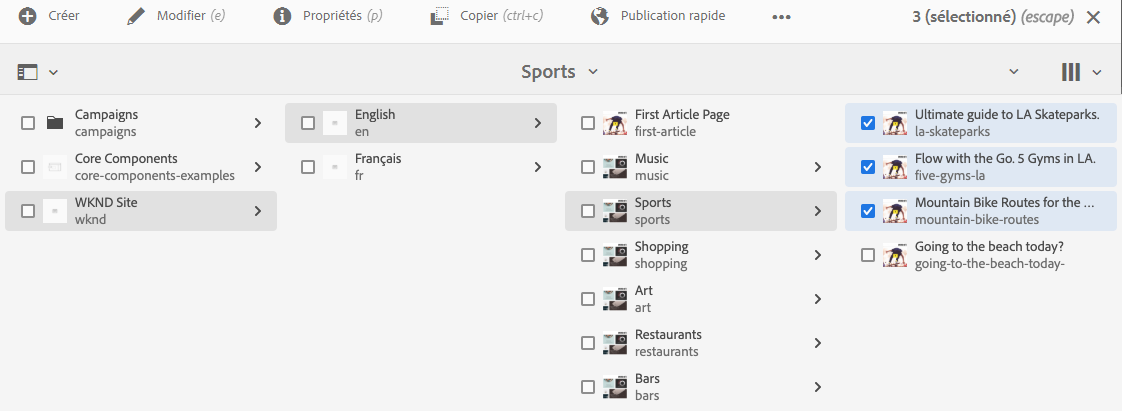 Créer
Modifier (e)
Propriétés (p)
Copier (ctrl+c)
Publication rapide
3 (sélectionné) (escape)
Sports
Campaigns
campaigns
Core Components
core-components-examples
WKND Site
wknd
English
en
Français
fr
First Article Page
first-article
Music
music
Sports
sports
Shopping
shopping
Art
art
Restaurants
restaurants
Bars
bars
Ultimate guide to LA Skateparks.
la-skateparks
Flow with the Go. 5 Gyms in LA.
five-gyms-la
Mountain Bike Routes for the ...
mountain-bike-routes
Going to the beach today?
going-to-the-beach-today-